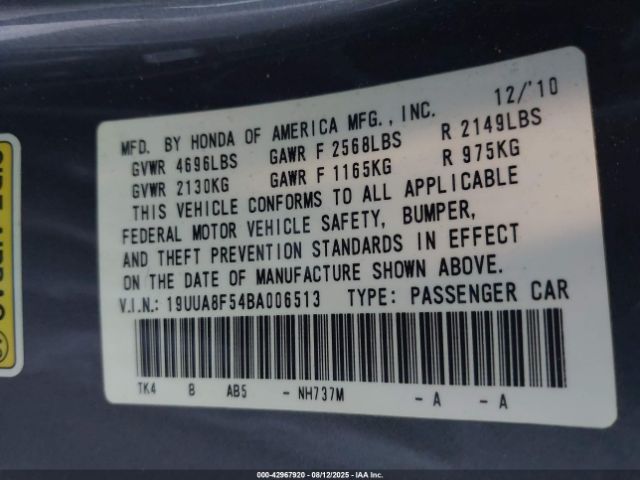 12/'10
MFD. BY HONDA OF AMERICA MFG., INC.
GVWR 4696LBS GAWR F 2568LBS R 2149LBS
GVWR 2130KG GAWR F 1165KG R 975KG
THIS VEHICLE CONFORMS TO ALL APPLICABLE
FEDERAL MOTOR VEHICLE SAFETY, BUMPER,
AND THEFT PREVENTION STANDARDS IN EFFECT
ON THE DATE OF MANUFACTURE SHOWN ABOVE.
V.I.N.: 19UUA8F54BA006513 TYPE: PASSENGER CAR
TK4 B AB5 - NH737M - A - A
000-42967920 - 08/12/2025 - IAA Inc.